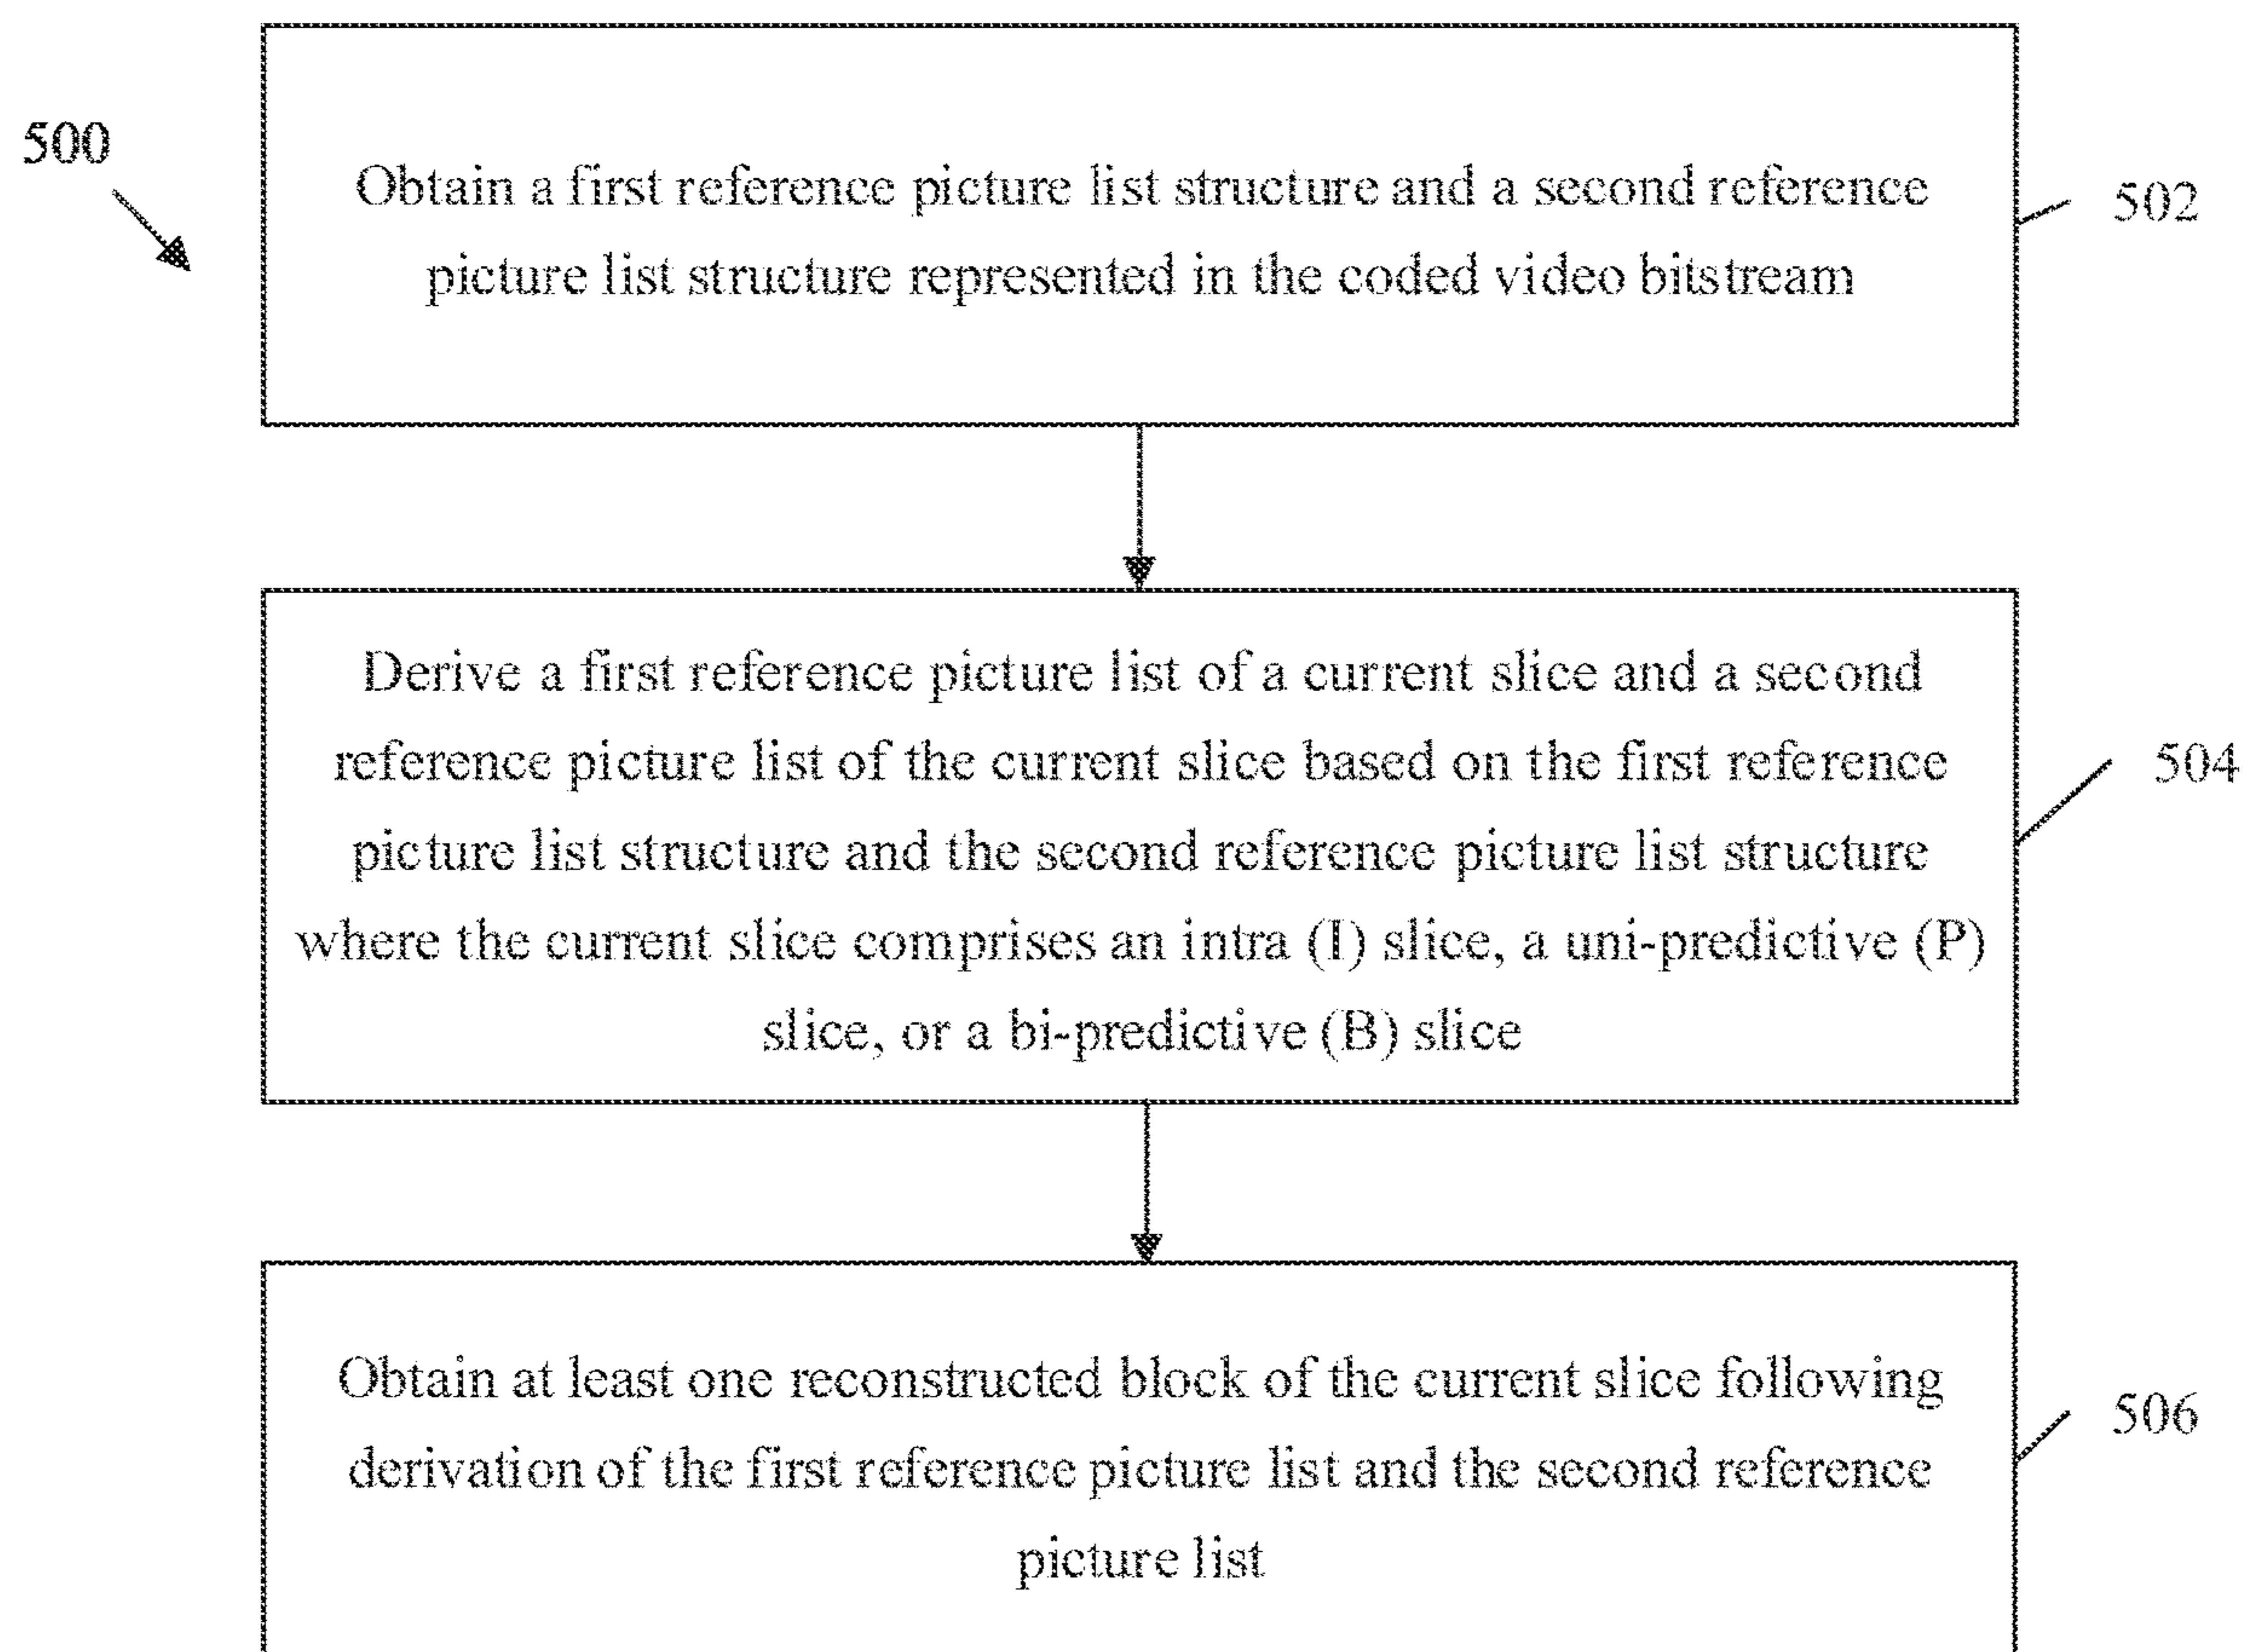 500
Obtain a first reference picture list structure and a second reference
picture list structure represented in the coded video bitstream
502
Derive a first reference picture list of a current slice and a second
reference picture list of the current slice based on the first reference
picture list structure and the second reference picture list structure
where the current slice comprises an intra (I) slice, a uni-predictive (P)
slice, or a bi-predictive (B) slice
504
Obtain at least one reconstructed block of the current slice following
derivation of the first reference picture list and the second reference
picture list
506